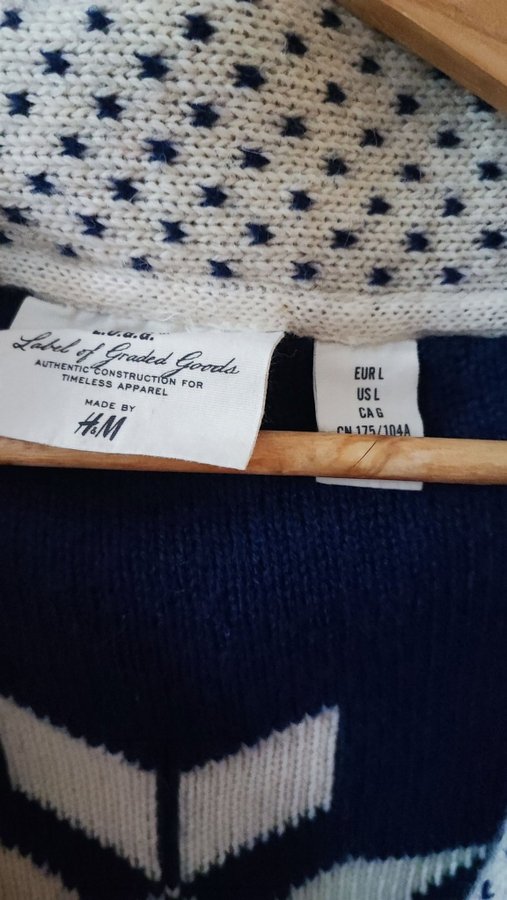 L.O.G.G.
Label of Graded Goods
AUTHENTIC CONSTRUCTION FOR
TIMELESS APPAREL
MADE BY
H&M
EUR L
US L
CA G
CN 175/104A